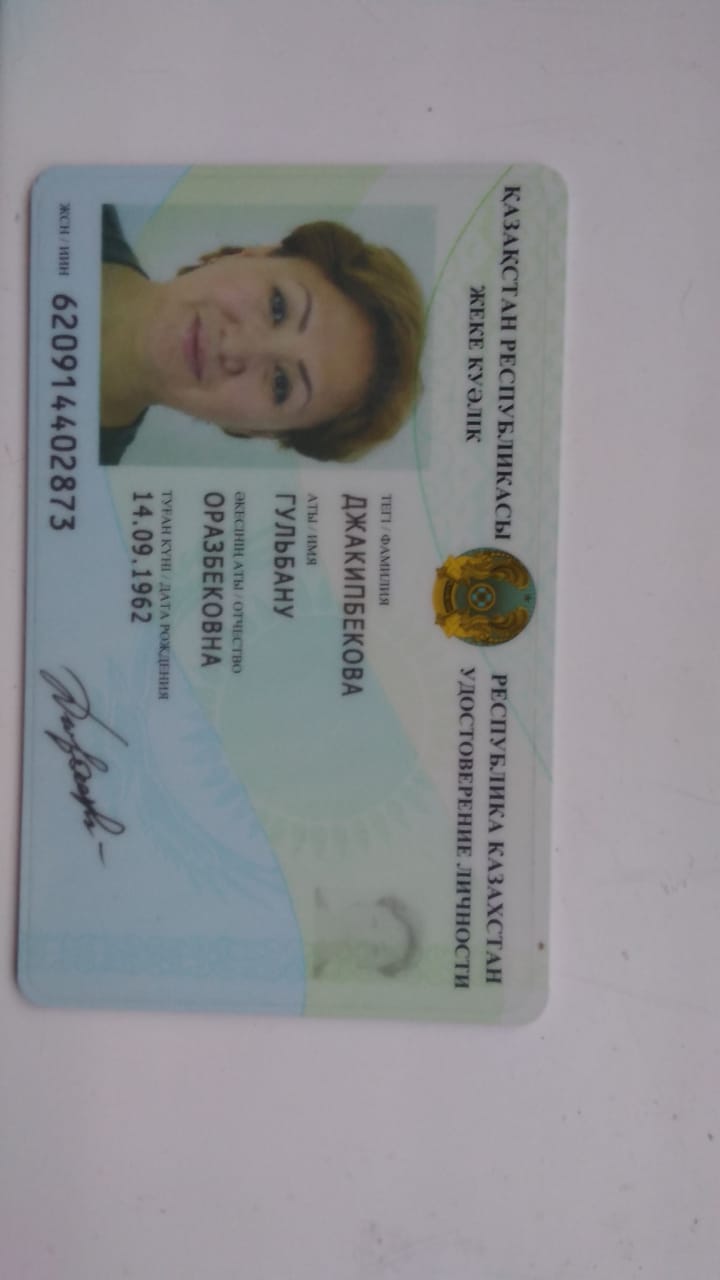 ҚАЗАҚСТАН РЕСПУБЛИКАСЫ
ЖЕКЕ КУӘЛІК
РЕСПУБЛИКА КАЗАХСТАН
УДОСТОВЕРЕНИЕ ЛИЧНОСТИ
ТЕГІ / ФАМИЛИЯ
ДЖАКИПБЕКОВА
АТЫ / ИМЯ
ГУЛЬБАНУ
ӘКЕСІНІҢ АТЫ / ОТЧЕСТВО
ОРАЗБЕКОВНА
ТУҒАН КҮНІ / ДАТА РОЖДЕНИЯ
14.09.1962
ЖСН / ИИН 620914402873